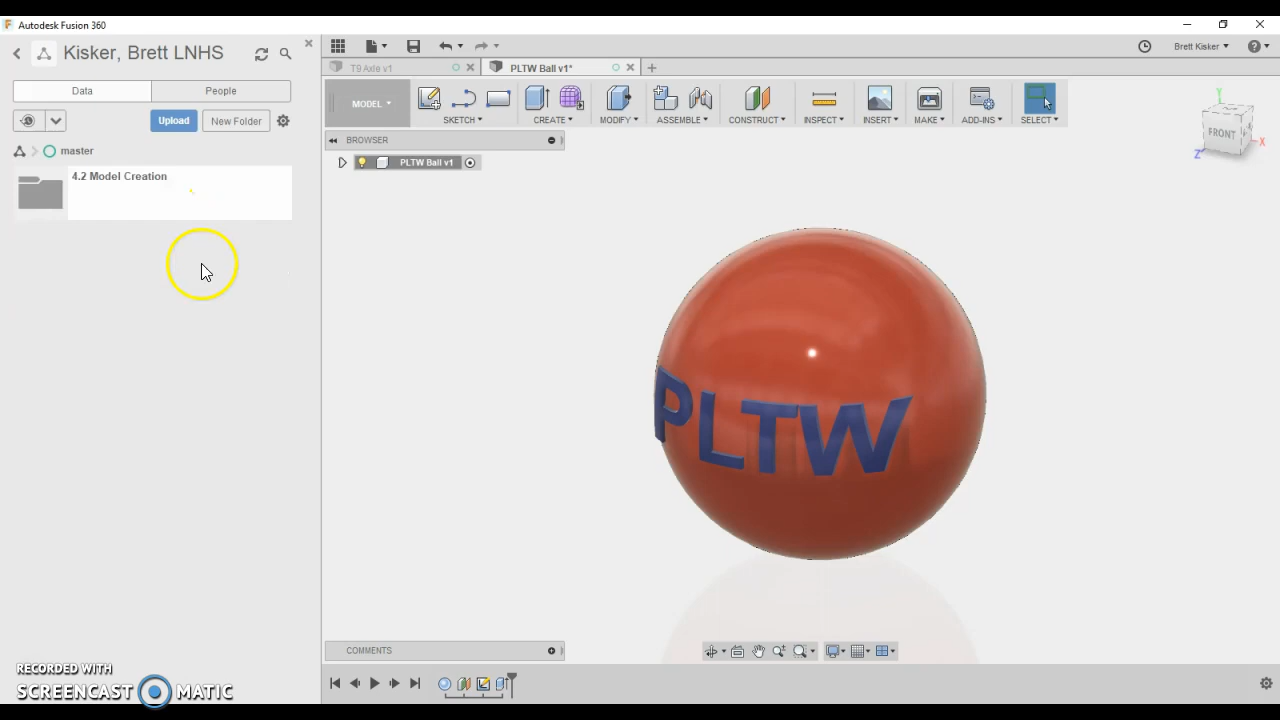 Autodesk Fusion 360
Kisker, Brett LNHS
Brett Kisker
Data
People
T9 Axle v1
PLTW Ball v1*
Upload
New Folder
MODEL
SKETCH
CREATE
MODIFY
ASSEMBLE
CONSTRUCT
INSPECT
INSERT
MAKE
ADD-INS
SELECT
master
BROWSER
PLTW Ball v1
4.2 Model Creation
Y
FRONT
X
Z
PLTW
COMMENTS
RECORDED WITH
SCREENCAST MATIC